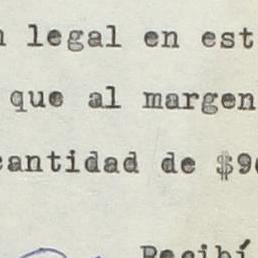 legal en est
que al margen
cantidad de $9
Recibí